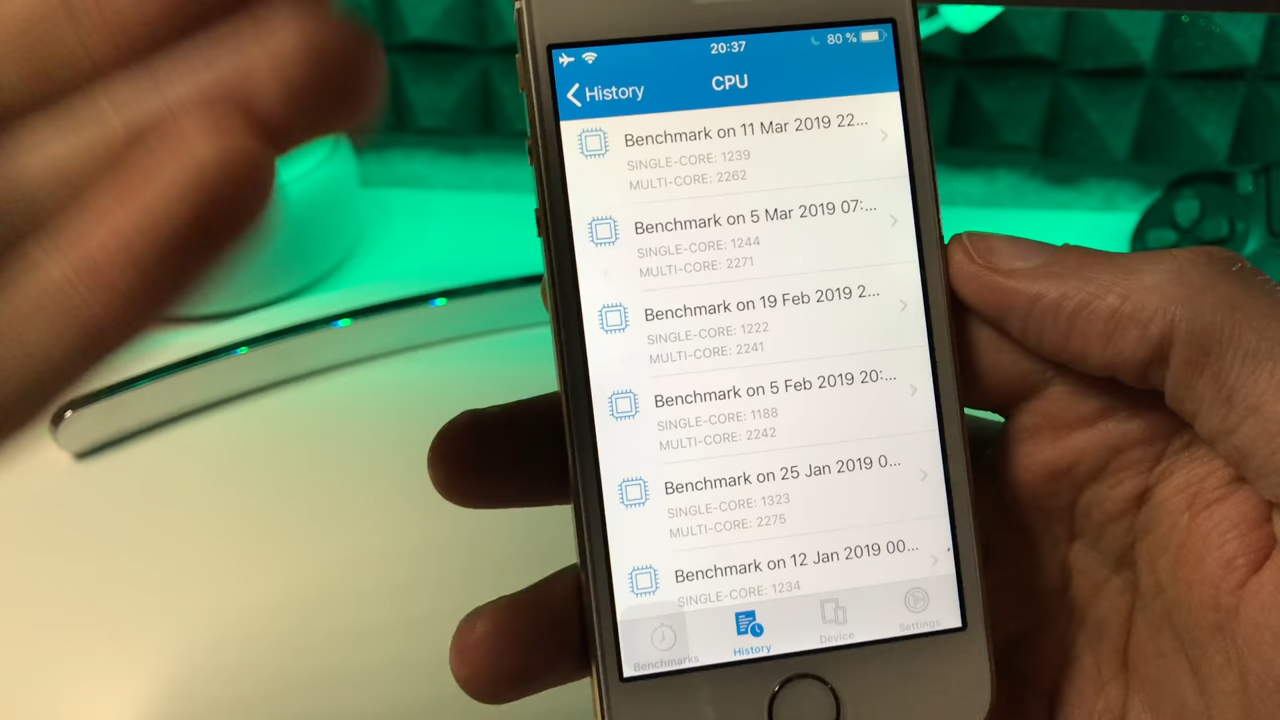 20:37
80 %
History
CPU
Benchmark on 11 Mar 2019 22...
SINGLE-CORE: 1239
MULTI-CORE: 2262
Benchmark on 5 Mar 2019 07:...
SINGLE-CORE: 1244
MULTI-CORE: 2271
Benchmark on 19 Feb 2019 2...
SINGLE-CORE: 1222
MULTI-CORE: 2241
Benchmark on 5 Feb 2019 20:...
SINGLE-CORE: 1188
MULTI-CORE: 2242
Benchmark on 25 Jan 2019 0...
SINGLE-CORE: 1323
MULTI-CORE: 2275
Benchmark on 12 Jan 2019 00...
SINGLE-CORE: 1234
Benchmarks
History
Device
Settings